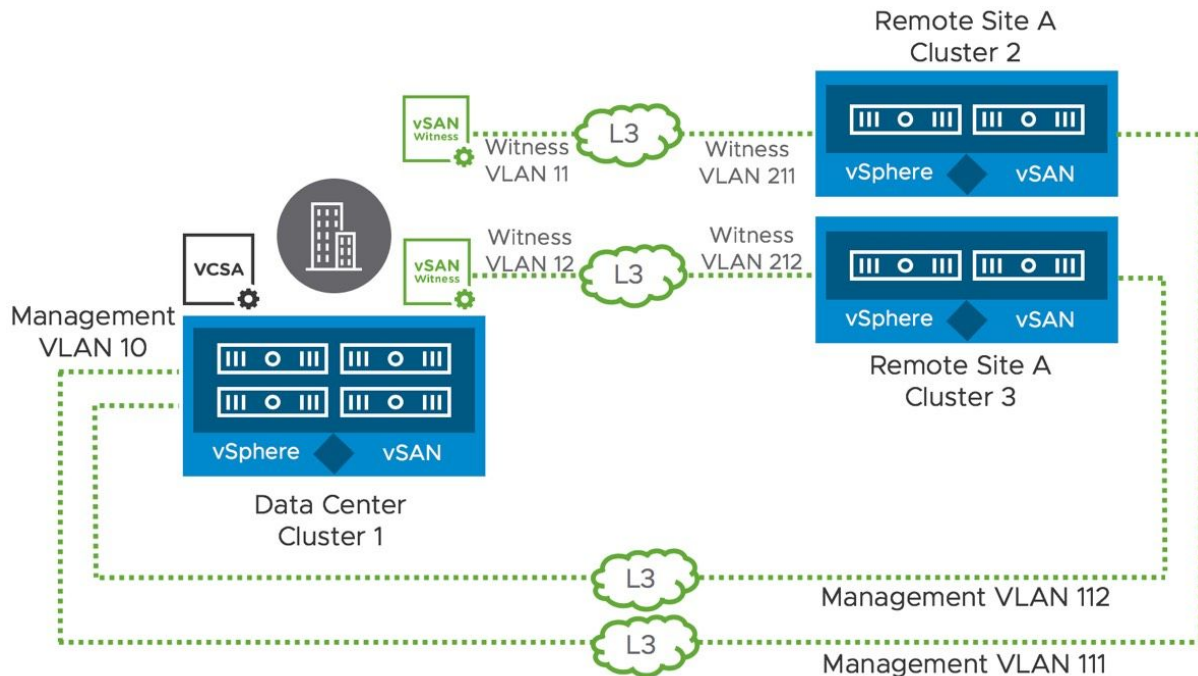 Remote Site A
Cluster 2
vSAN
Witness
Witness
VLAN 11
L3
Witness
VLAN 211
vSphere
vSAN
VCSA
vSAN
Witness
Witness
VLAN 12
L3
Witness
VLAN 212
vSphere
vSAN
Remote Site A
Cluster 3
Management
VLAN 10
vSphere
vSAN
Data Center
Cluster 1
L3
Management VLAN 112
L3
Management VLAN 111